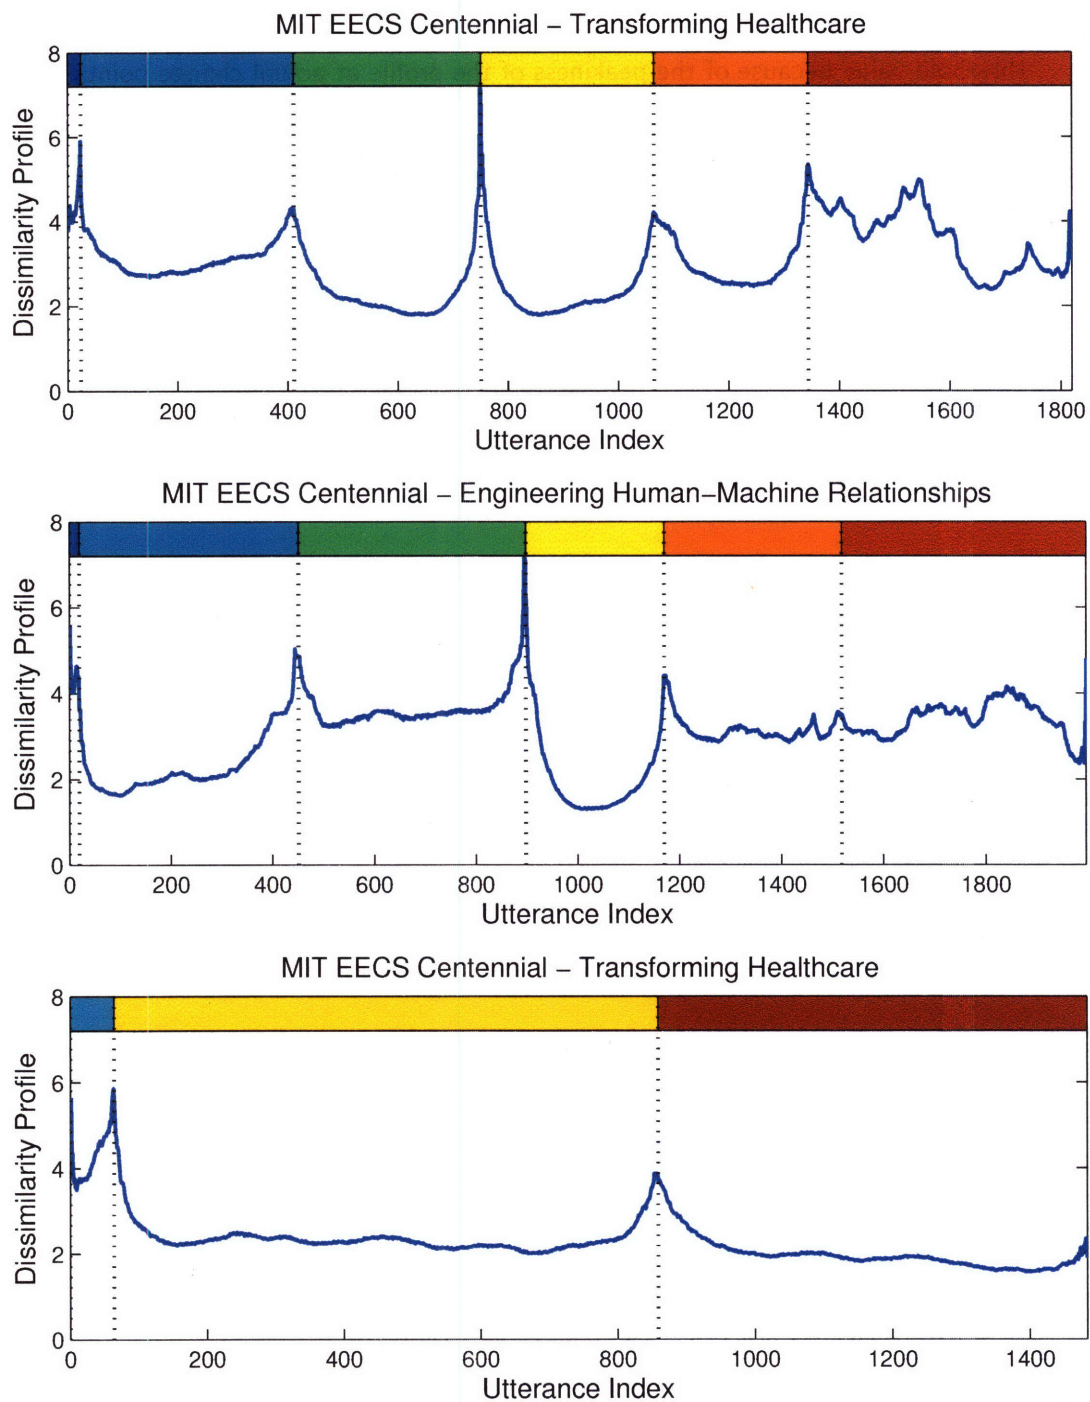 MIT EECS Centennial – Transforming Healthcare
8
6
4
2
0
Dissimilarity Profile
0 200 400 600 800 1000 1200 1400 1600 1800
Utterance Index
MIT EECS Centennial – Engineering Human–Machine Relationships
8
6
4
2
0
Dissimilarity Profile
0 200 400 600 800 1000 1200 1400 1600 1800
Utterance Index
MIT EECS Centennial – Transforming Healthcare
8
6
4
2
0
Dissimilarity Profile
0 200 400 600 800 1000 1200 1400
Utterance Index